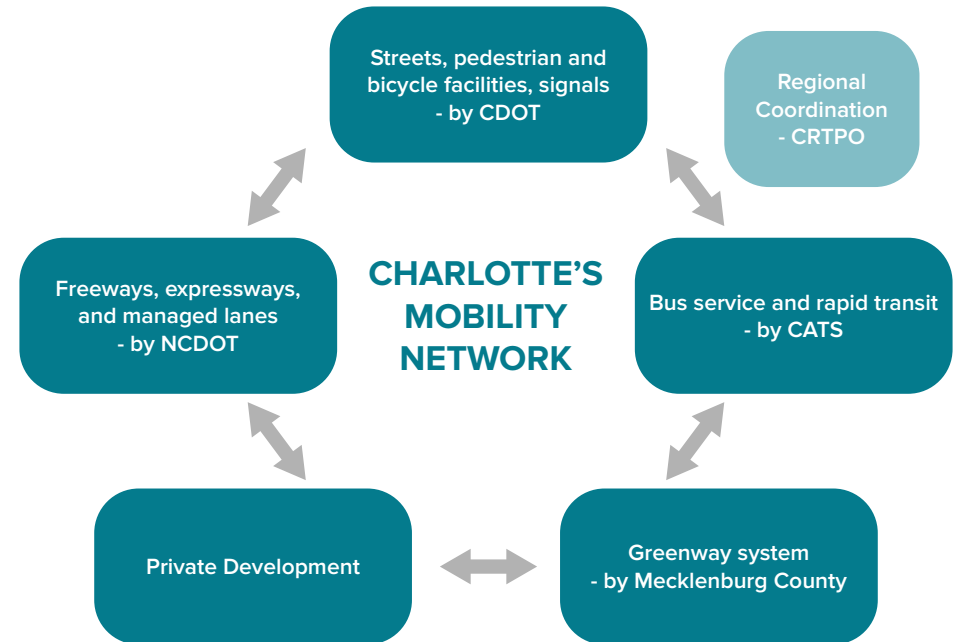 Streets, pedestrian and
bicycle facilities, signals
- by CDOT
Regional
Coordination
- CRTPO
Freeways, expressways,
and managed lanes
- by NCDOT
CHARLOTTE’S
MOBILITY
NETWORK
Bus service and rapid transit
- by CATS
Private Development
Greenway system
- by Mecklenburg County